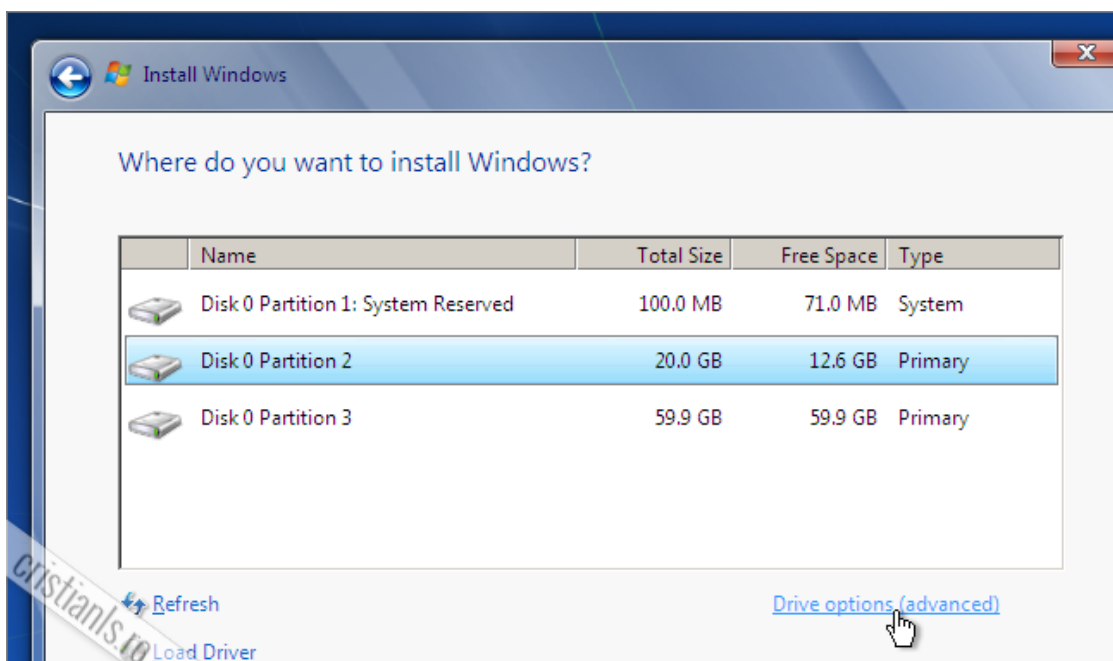 Install Windows
Where do you want to install Windows?
Name Total Size Free Space Type
Disk 0 Partition 1: System Reserved 100.0 MB 71.0 MB System
Disk 0 Partition 2 20.0 GB 12.6 GB Primary
Disk 0 Partition 3 59.9 GB 59.9 GB Primary
Refresh Drive options (advanced)
Load Driver
cristianls.ro